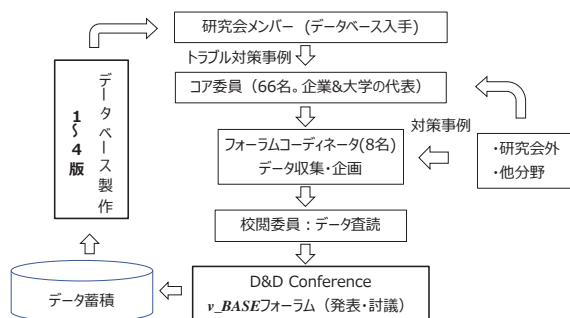 研究会メンバー (データベース入手)
トラブル対策事例
コア委員（66名。企業&大学の代表）
対策事例
フォーラムコーディネータ(8名)
データ収集・企画
・研究会外
・他分野
校閲委員：データ査読
D&D Conference
v_BASEフォーラム（発表・討議）
データ蓄積
データベース製作
1～4版